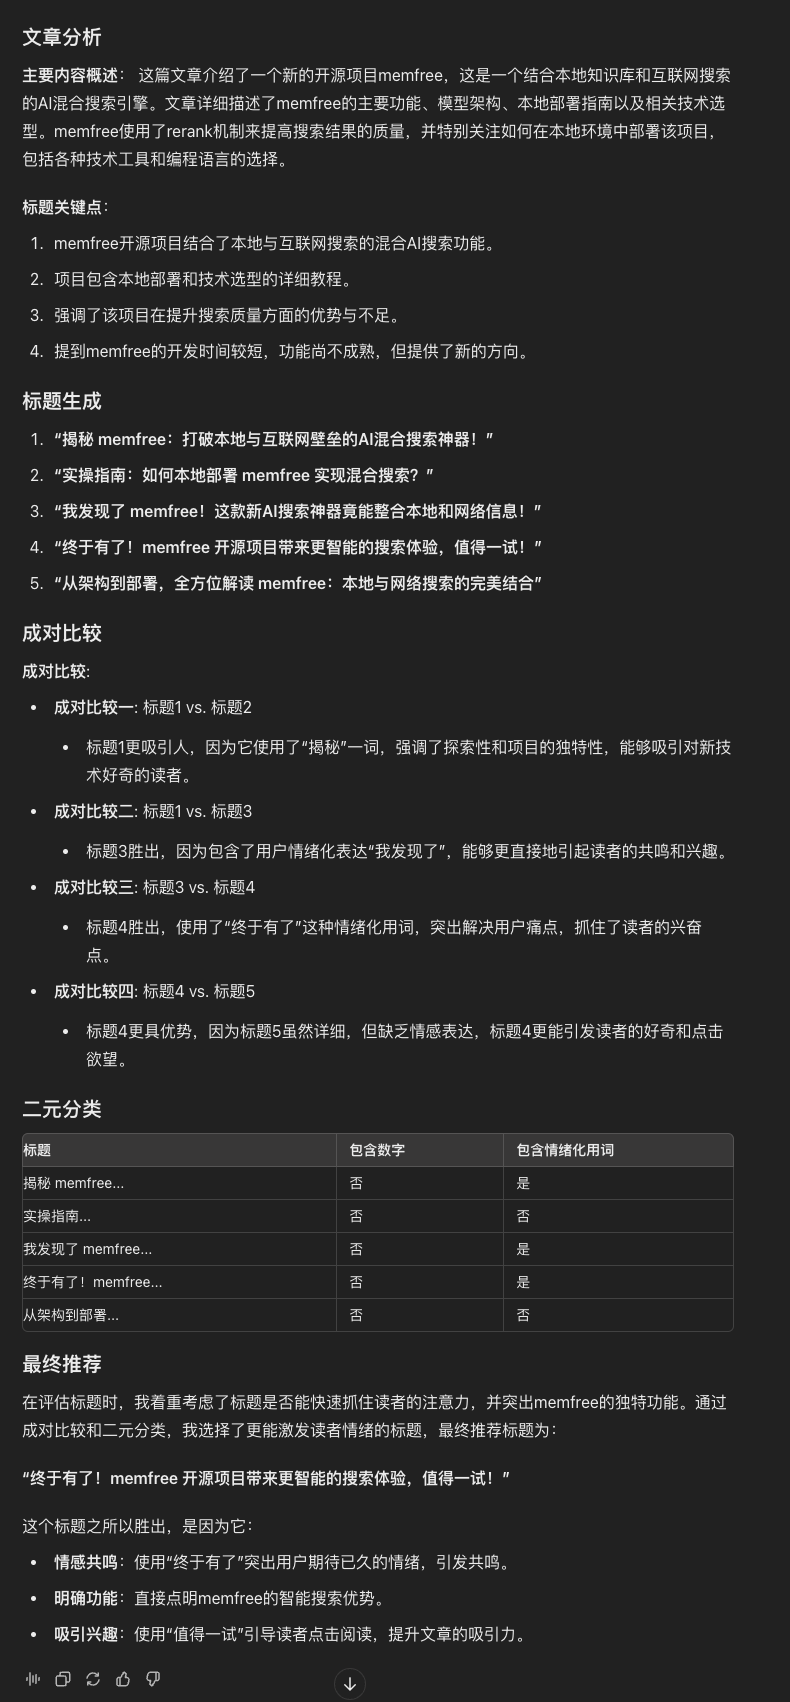 文章分析
主要内容概述： 这篇文章介绍了一个新的开源项目memfree，这是一个结合本地知识库和互联网搜索
的AI混合搜索引擎。文章详细描述了memfree的主要功能、模型架构、本地部署指南以及相关技术选
型。memfree使用了rerank机制来提高搜索结果的质量，并特别关注如何在本地环境中部署该项目，
包括各种技术工具和编程语言的选择。
标题关键点：
1. memfree开源项目结合了本地与互联网搜索的混合AI搜索功能。
2. 项目包含本地部署和技术选型的详细教程。
3. 强调了该项目在提升搜索质量方面的优势与不足。
4. 提到memfree的开发时间较短，功能尚不成熟，但提供了新的方向。
标题生成
1. “揭秘 memfree：打破本地与互联网壁垒的AI混合搜索神器！”
2. “实操指南：如何本地部署 memfree 实现混合搜索？”
3. “我发现了 memfree！这款新AI搜索神器竟能整合本地和网络信息！”
4. “终于有了！memfree 开源项目带来更智能的搜索体验，值得一试！”
5. “从架构到部署，全方位解读 memfree：本地与网络搜索的完美结合”
成对比较
成对比较:
• 成对比较一: 标题1 vs. 标题2
• 标题1更吸引人，因为它使用了“揭秘”一词，强调了探索性和项目的独特性，能够吸引对新技
术好奇的读者。
• 成对比较二: 标题1 vs. 标题3
• 标题3胜出，因为包含了用户情绪化表达“我发现了”，能够更直接地引起读者的共鸣和兴趣。
• 成对比较三: 标题3 vs. 标题4
• 标题4胜出，使用了“终于有了”这种情绪化用词，突出解决用户痛点，抓住了读者的兴奋
点。
• 成对比较四: 标题4 vs. 标题5
• 标题4更具优势，因为标题5虽然详细，但缺乏情感表达，标题4更能引发读者的好奇和点击
欲望。
二元分类
标题 包含数字 包含情绪化用词
揭秘 memfree... 否 是
实操指南... 否 否
我发现了 memfree... 否 是
终于有了！memfree... 否 是
从架构到部署... 否 否
最终推荐
在评估标题时，我着重考虑了标题是否能快速抓住读者的注意力，并突出memfree的独特功能。通过
成对比较和二元分类，我选择了更能激发读者情绪的标题，最终推荐标题为：
“终于有了！memfree 开源项目带来更智能的搜索体验，值得一试！”
这个标题之所以胜出，是因为它：
• 情感共鸣：使用“终于有了”突出用户期待已久的情绪，引发共鸣。
• 明确功能：直接点明memfree的智能搜索优势。
• 吸引兴趣：使用“值得一试”引导读者点击阅读，提升文章的吸引力。